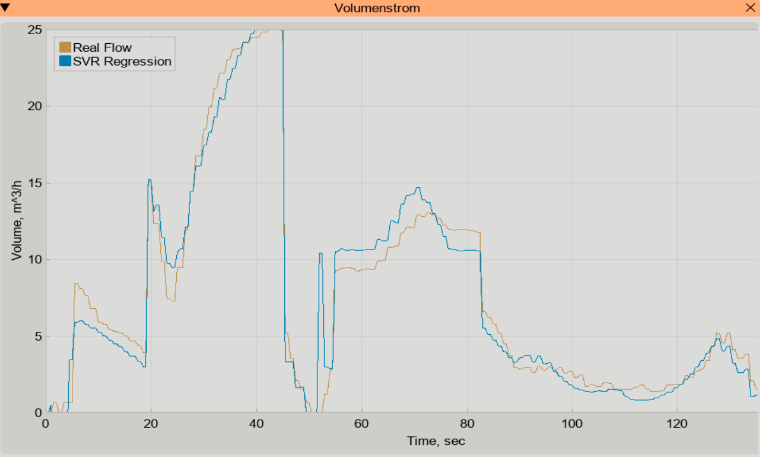 Volumenstrom
25
Real Flow
SVR Regression
20
15
10
5
0
Volume, m^3/h
0 20 40 60 80 100 120
Time, sec